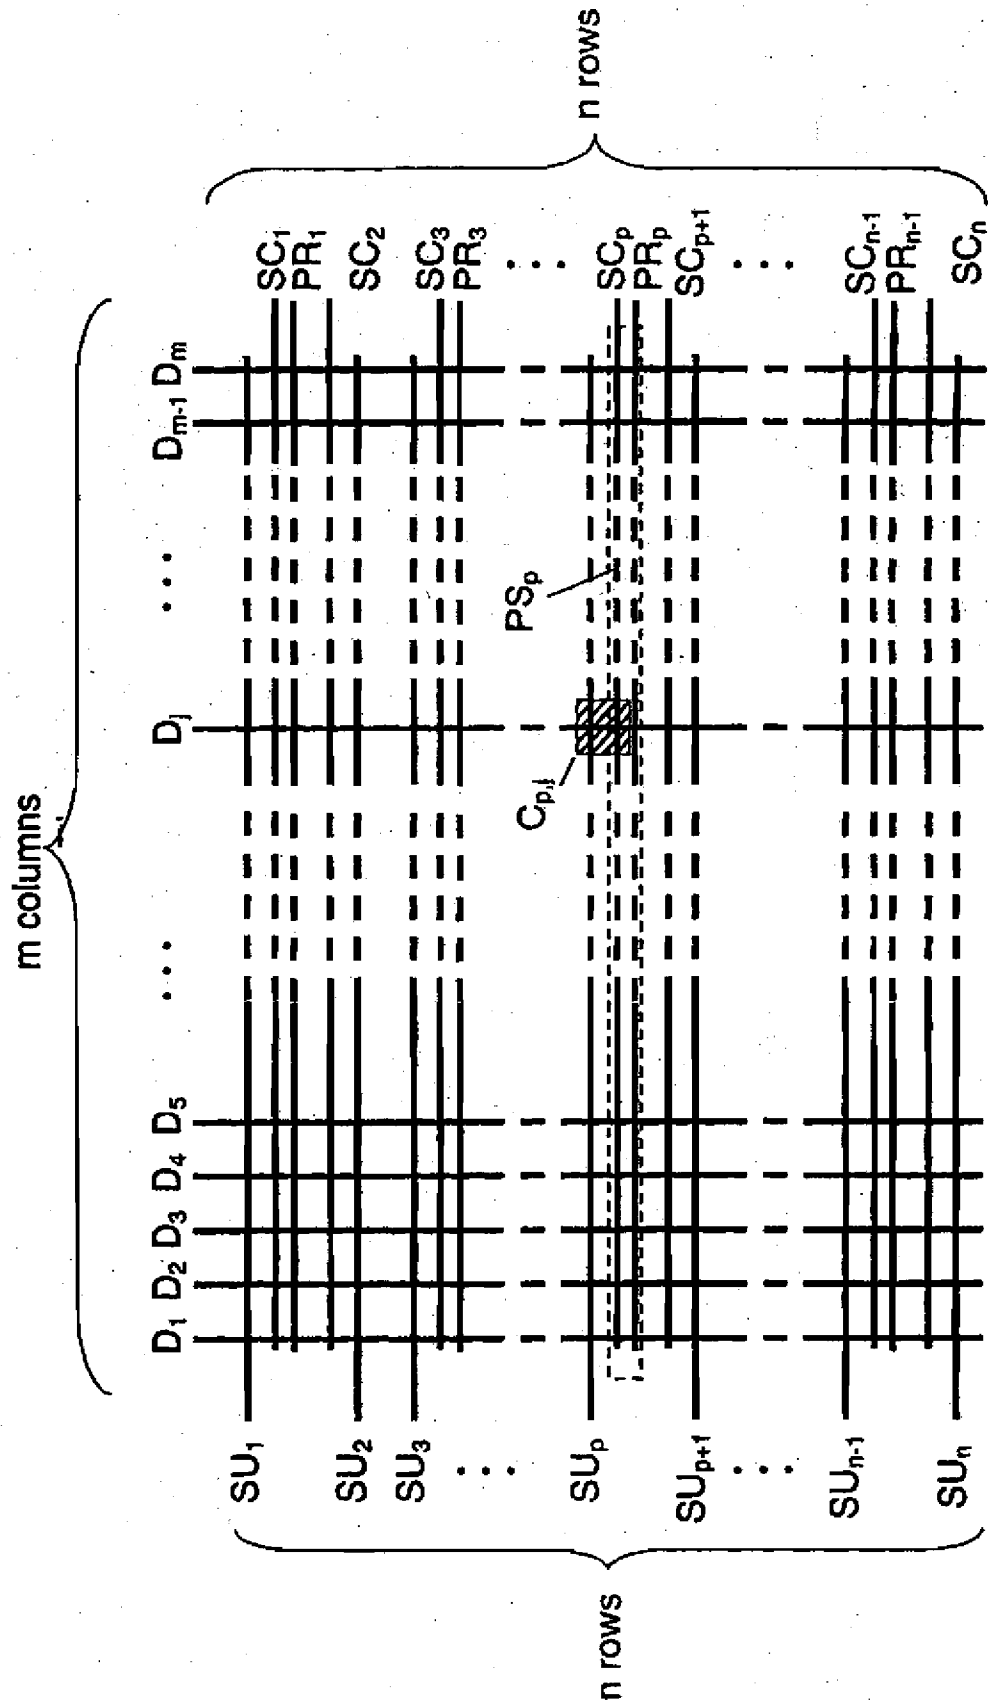 m columns
D₁ D₂ D₃ D₄ D₅ ... Dⱼ ... Dₘ₋₁ Dₘ
SU₁
SU₂
SU₃
...
SUₚ
SUₚ₊₁
...
SUₙ₋₁
SUₙ
n rows
Cₚ,ⱼ
PSₚ
SC₁
PR₁
SC₂
SC₃
PR₃
...
SCₚ
PRₚ
SCₚ₊₁
...
SCₙ₋₁
PRₙ₋₁
SCₙ
n rows